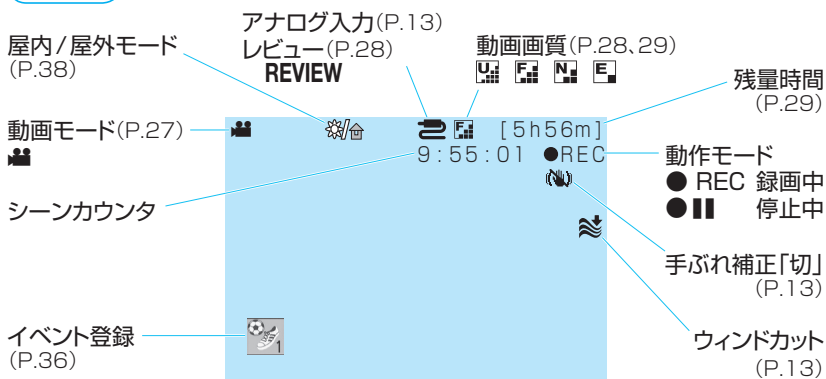 アナログ入力(P.13)
レビュー(P.28)
REVIEW
屋内/屋外モード
(P.38)
動画画質(P.28、29)
U F N E
残量時間
(P.29)
動画モード(P.27)
F [5h56m]
9:55:01 ●REC
動作モード
● REC 録画中
●▮▮ 停止中
シーンカウンタ
手ぶれ補正「切」
(P.13)
イベント登録
(P.36)
1
ウィンドカット
(P.13)